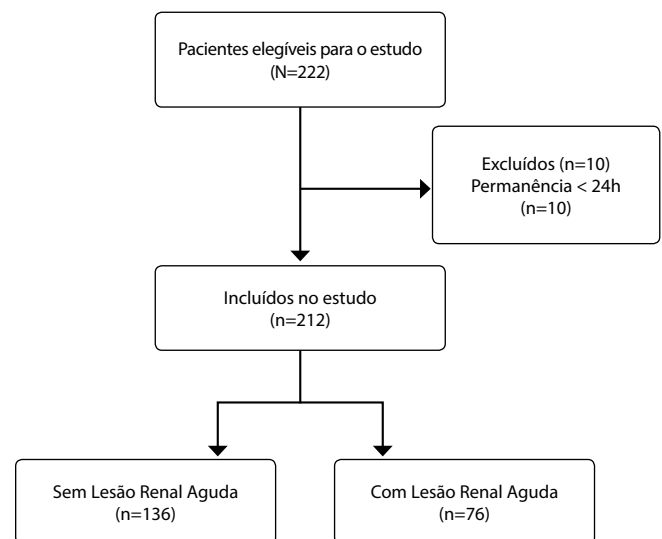 Pacientes elegíveis para o estudo
(N=222)
Excluídos (n=10)
Permanência < 24h
(n=10)
Incluídos no estudo
(n=212)
Sem Lesão Renal Aguda
(n=136)
Com Lesão Renal Aguda
(n=76)